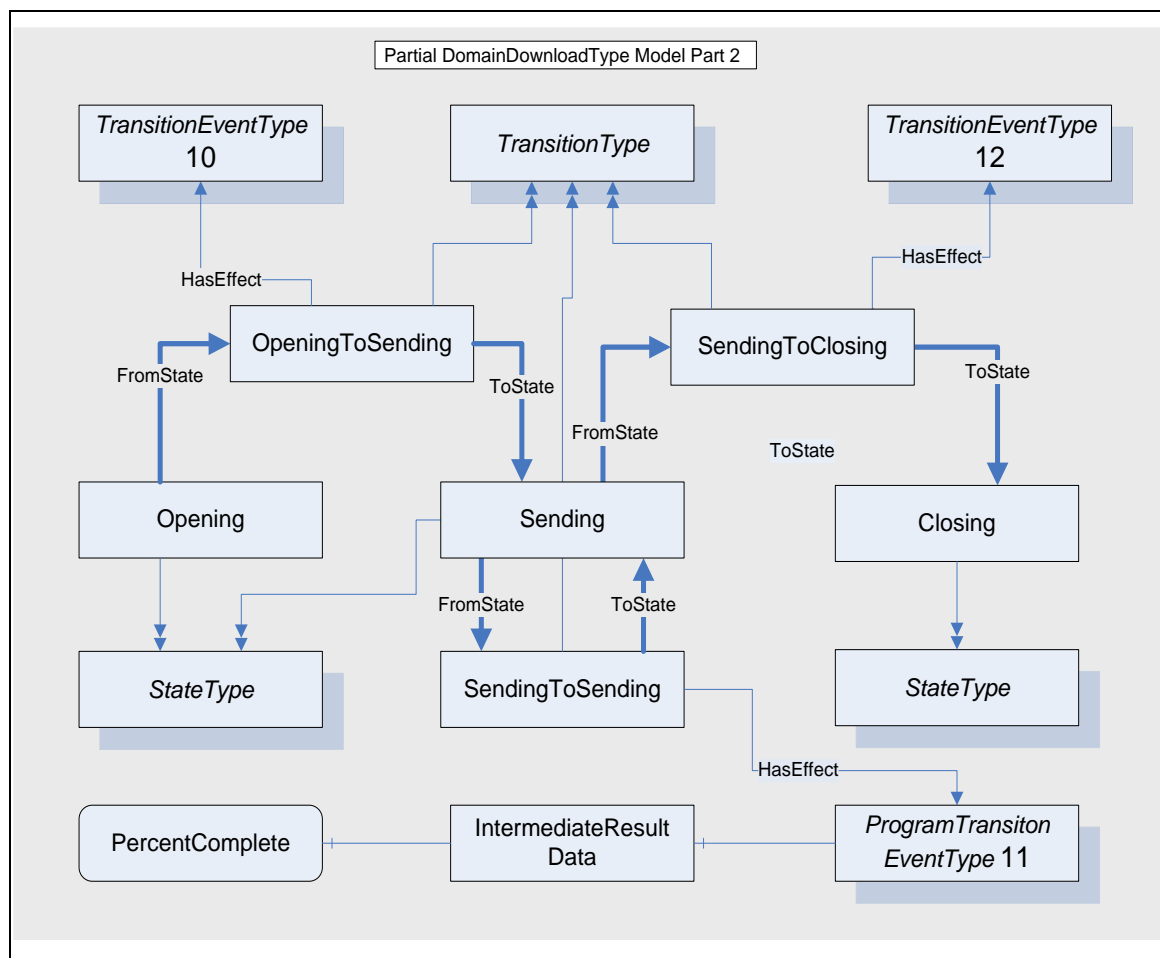 Partial DomainDownloadType Model Part 2
TransitionEventType
10
TransitionType
TransitionEventType
12
HasEffect
HasEffect
OpeningToSending
SendingToClosing
FromState
ToState
ToState
FromState
ToState
Opening
Sending
Closing
FromState
ToState
StateType
SendingToSending
StateType
HasEffect
PercentComplete
IntermediateResult
Data
ProgramTransiton
EventType 11